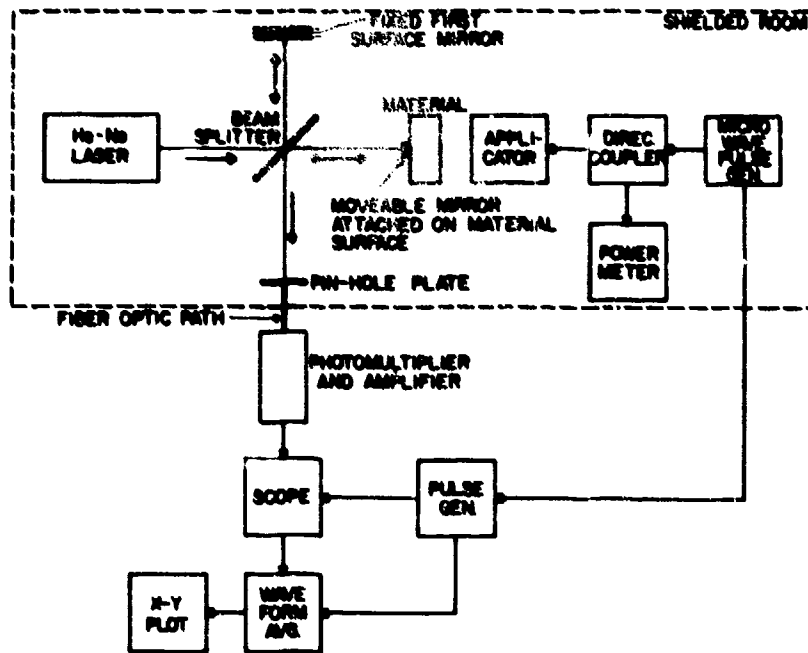 FIXED FIRST
SURFACE MIRROR
SHIELDED ROOM
He-Ne
LASER
BEAM
SPLITTER
MATERIAL
APPLI-
CATOR
DIREC.
COUPLER
MICRO
WAVE
PULSE
GEN.
MOVEABLE MIRROR
ATTACHED ON MATERIAL
SURFACE
POWER
METER
PIN-HOLE PLATE
FIBER OPTIC PATH
PHOTOMULTIPLIER
AND AMPLIFIER
SCOPE
PULSE
GEN.
X-Y
PLOT
WAVE
FORM
AVG.